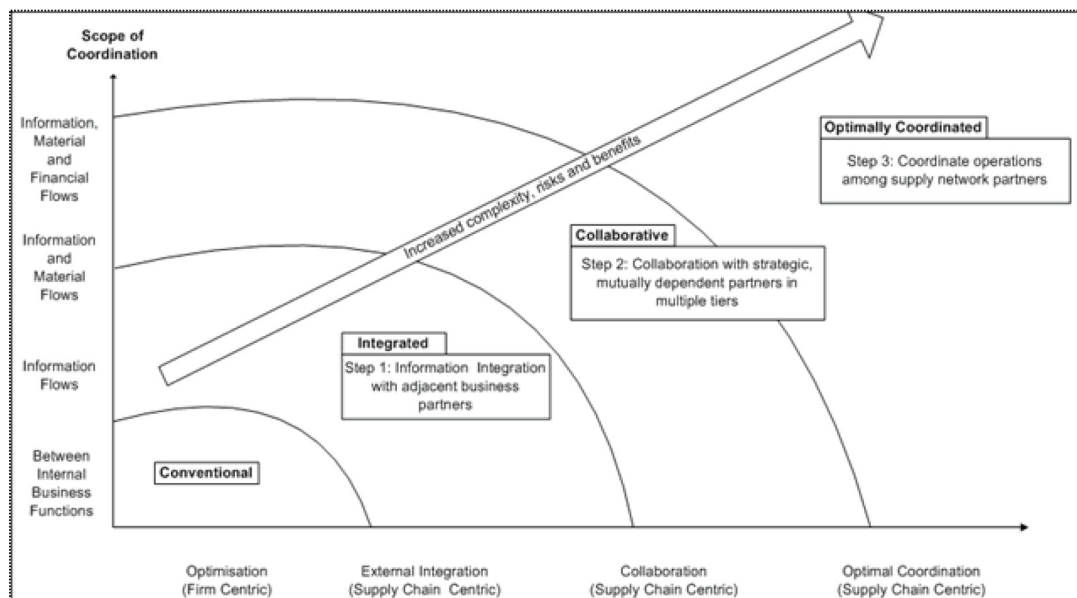 Scope of
Coordination
Information,
Material
and
Financial
Flows
Information
and
Material
Flows
Information
Flows
Between
Internal
Business
Functions
Increased complexity, risks and benefits
Optimally Coordinated
Step 3: Coordinate operations
among supply network partners
Collaborative
Step 2: Collaboration with strategic,
mutually dependent partners in
multiple tiers
Integrated
Step 1: Information Integration
with adjacent business
partners
Conventional
Optimisation
(Firm Centric)
External Integration
(Supply Chain Centric)
Collaboration
(Supply Chain Centric)
Optimal Coordination
(Supply Chain Centric)